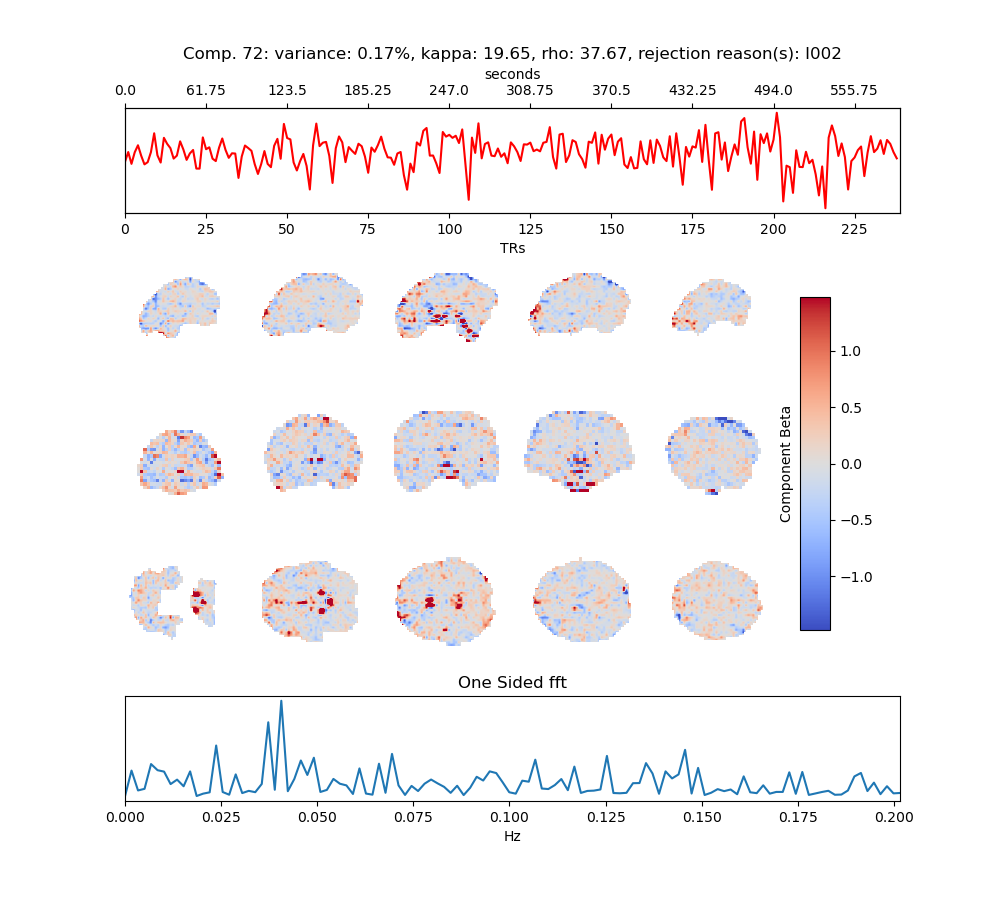 Comp. 72: variance: 0.17%, kappa: 19.65, rho: 37.67, rejection reason(s): I002
seconds
0.0 61.75 123.5 185.25 247.0 308.75 370.5 432.25 494.0 555.75
0 25 50 75 100 125 150 175 200 225
TRs
1.0
0.5
0.0
−0.5
−1.0
Component Beta
One Sided fft
0.000 0.025 0.050 0.075 0.100 0.125 0.150 0.175 0.200
Hz